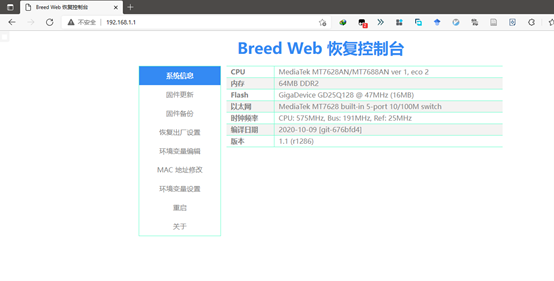 Breed Web 恢复控制台
不安全 | 192.168.1.1
Breed Web 恢复控制台
系统信息
固件更新
固件备份
恢复出厂设置
环境变量编辑
MAC 地址修改
环境变量设置
重启
关于
CPU MediaTek MT7628AN/MT7688AN ver 1, eco 2
内存 64MB DDR2
Flash GigaDevice GD25Q128 @ 47MHz (16MB)
以太网 MediaTek MT7628 built-in 5-port 10/100M switch
时钟频率 CPU: 575MHz, Bus: 191MHz, Ref: 25MHz
编译日期 2020-10-09 [git-676bfd4]
版本 1.1 (r1286)